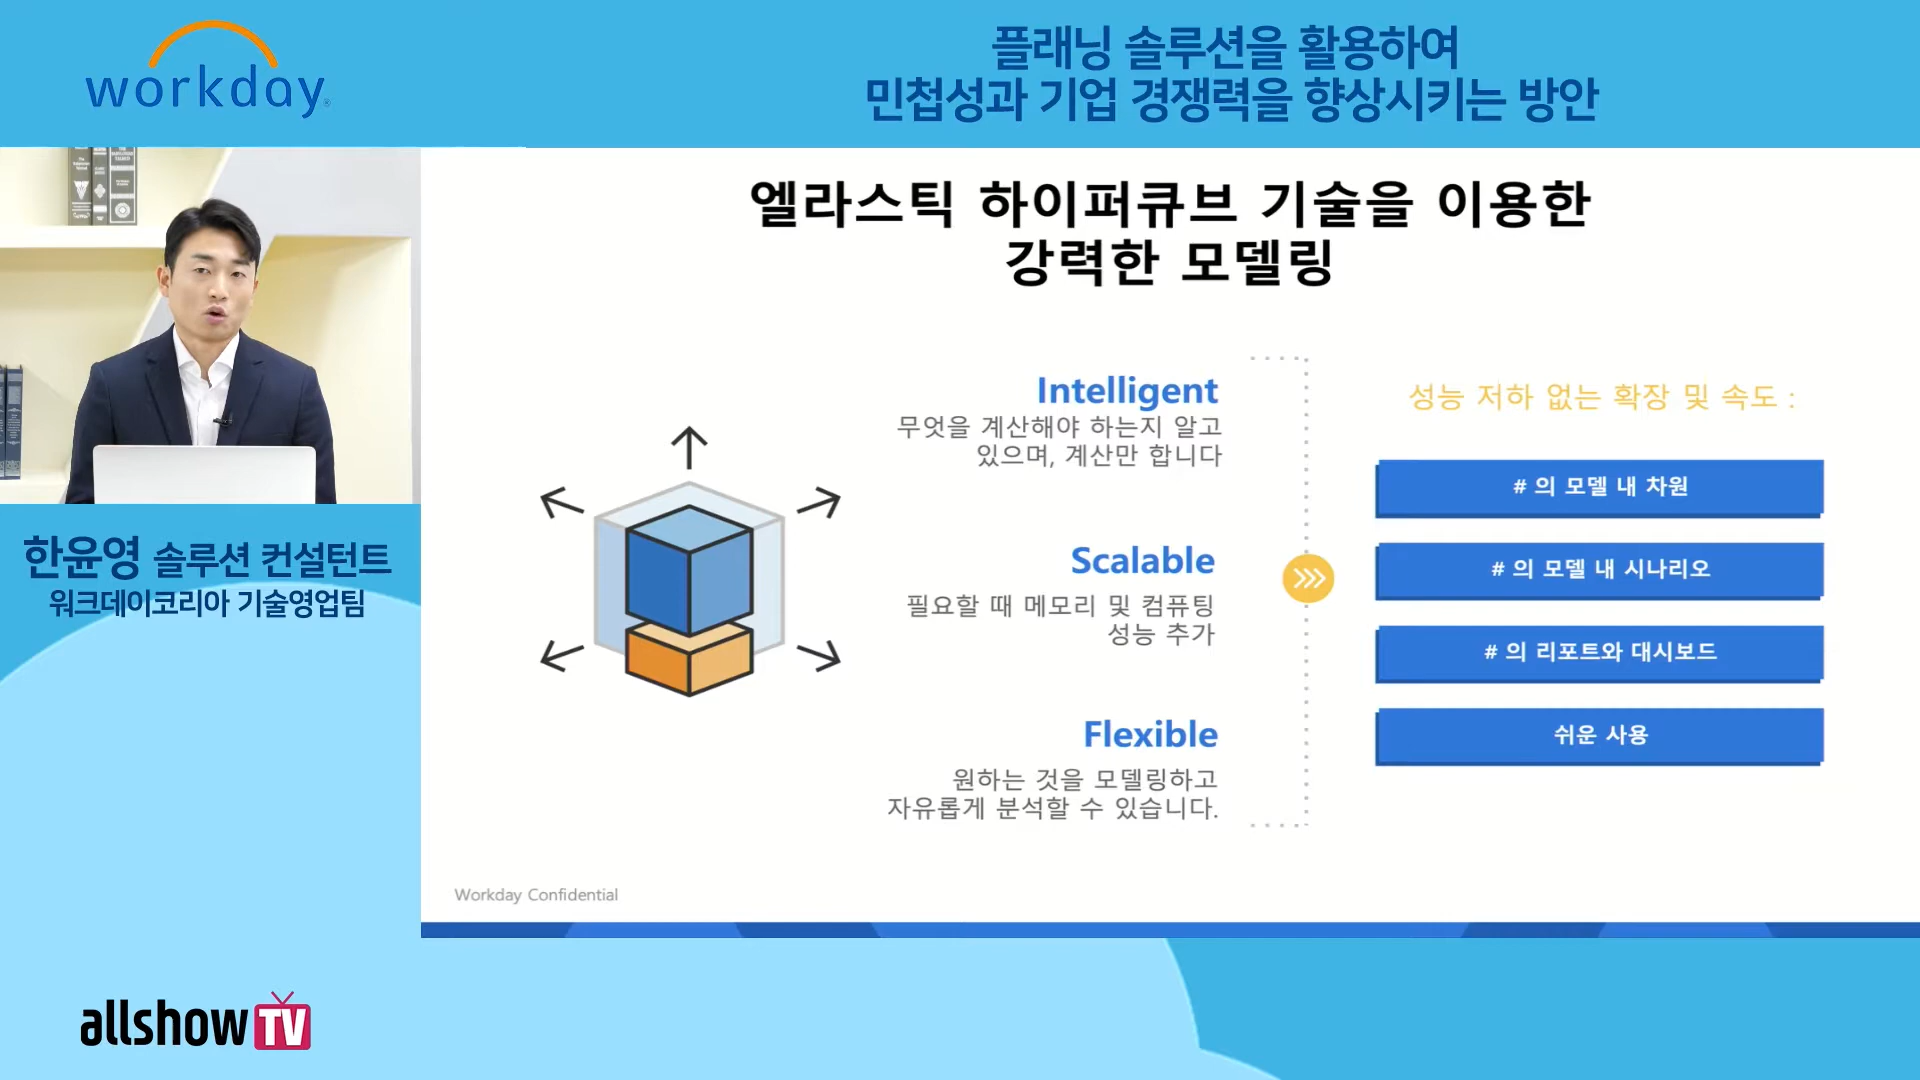 workday
플래닝 솔루션을 활용하여
민첩성과 기업 경쟁력을 향상시키는 방안
엘라스틱 하이퍼큐브 기술을 이용한
강력한 모델링
Intelligent
무엇을 계산해야 하는지 알고
있으며, 계산만 합니다
Scalable
필요할 때 메모리 및 컴퓨팅
성능 추가
Flexible
원하는 것을 모델링하고
자유롭게 분석할 수 있습니다.
성능 저하 없는 확장 및 속도 :
# 의 모델 내 차원
# 의 모델 내 시나리오
# 의 리포트와 대시보드
쉬운 사용
Workday Confidential
한윤영 솔루션 컨설턴트
워크데이코리아 기술영업팀
allshow TV